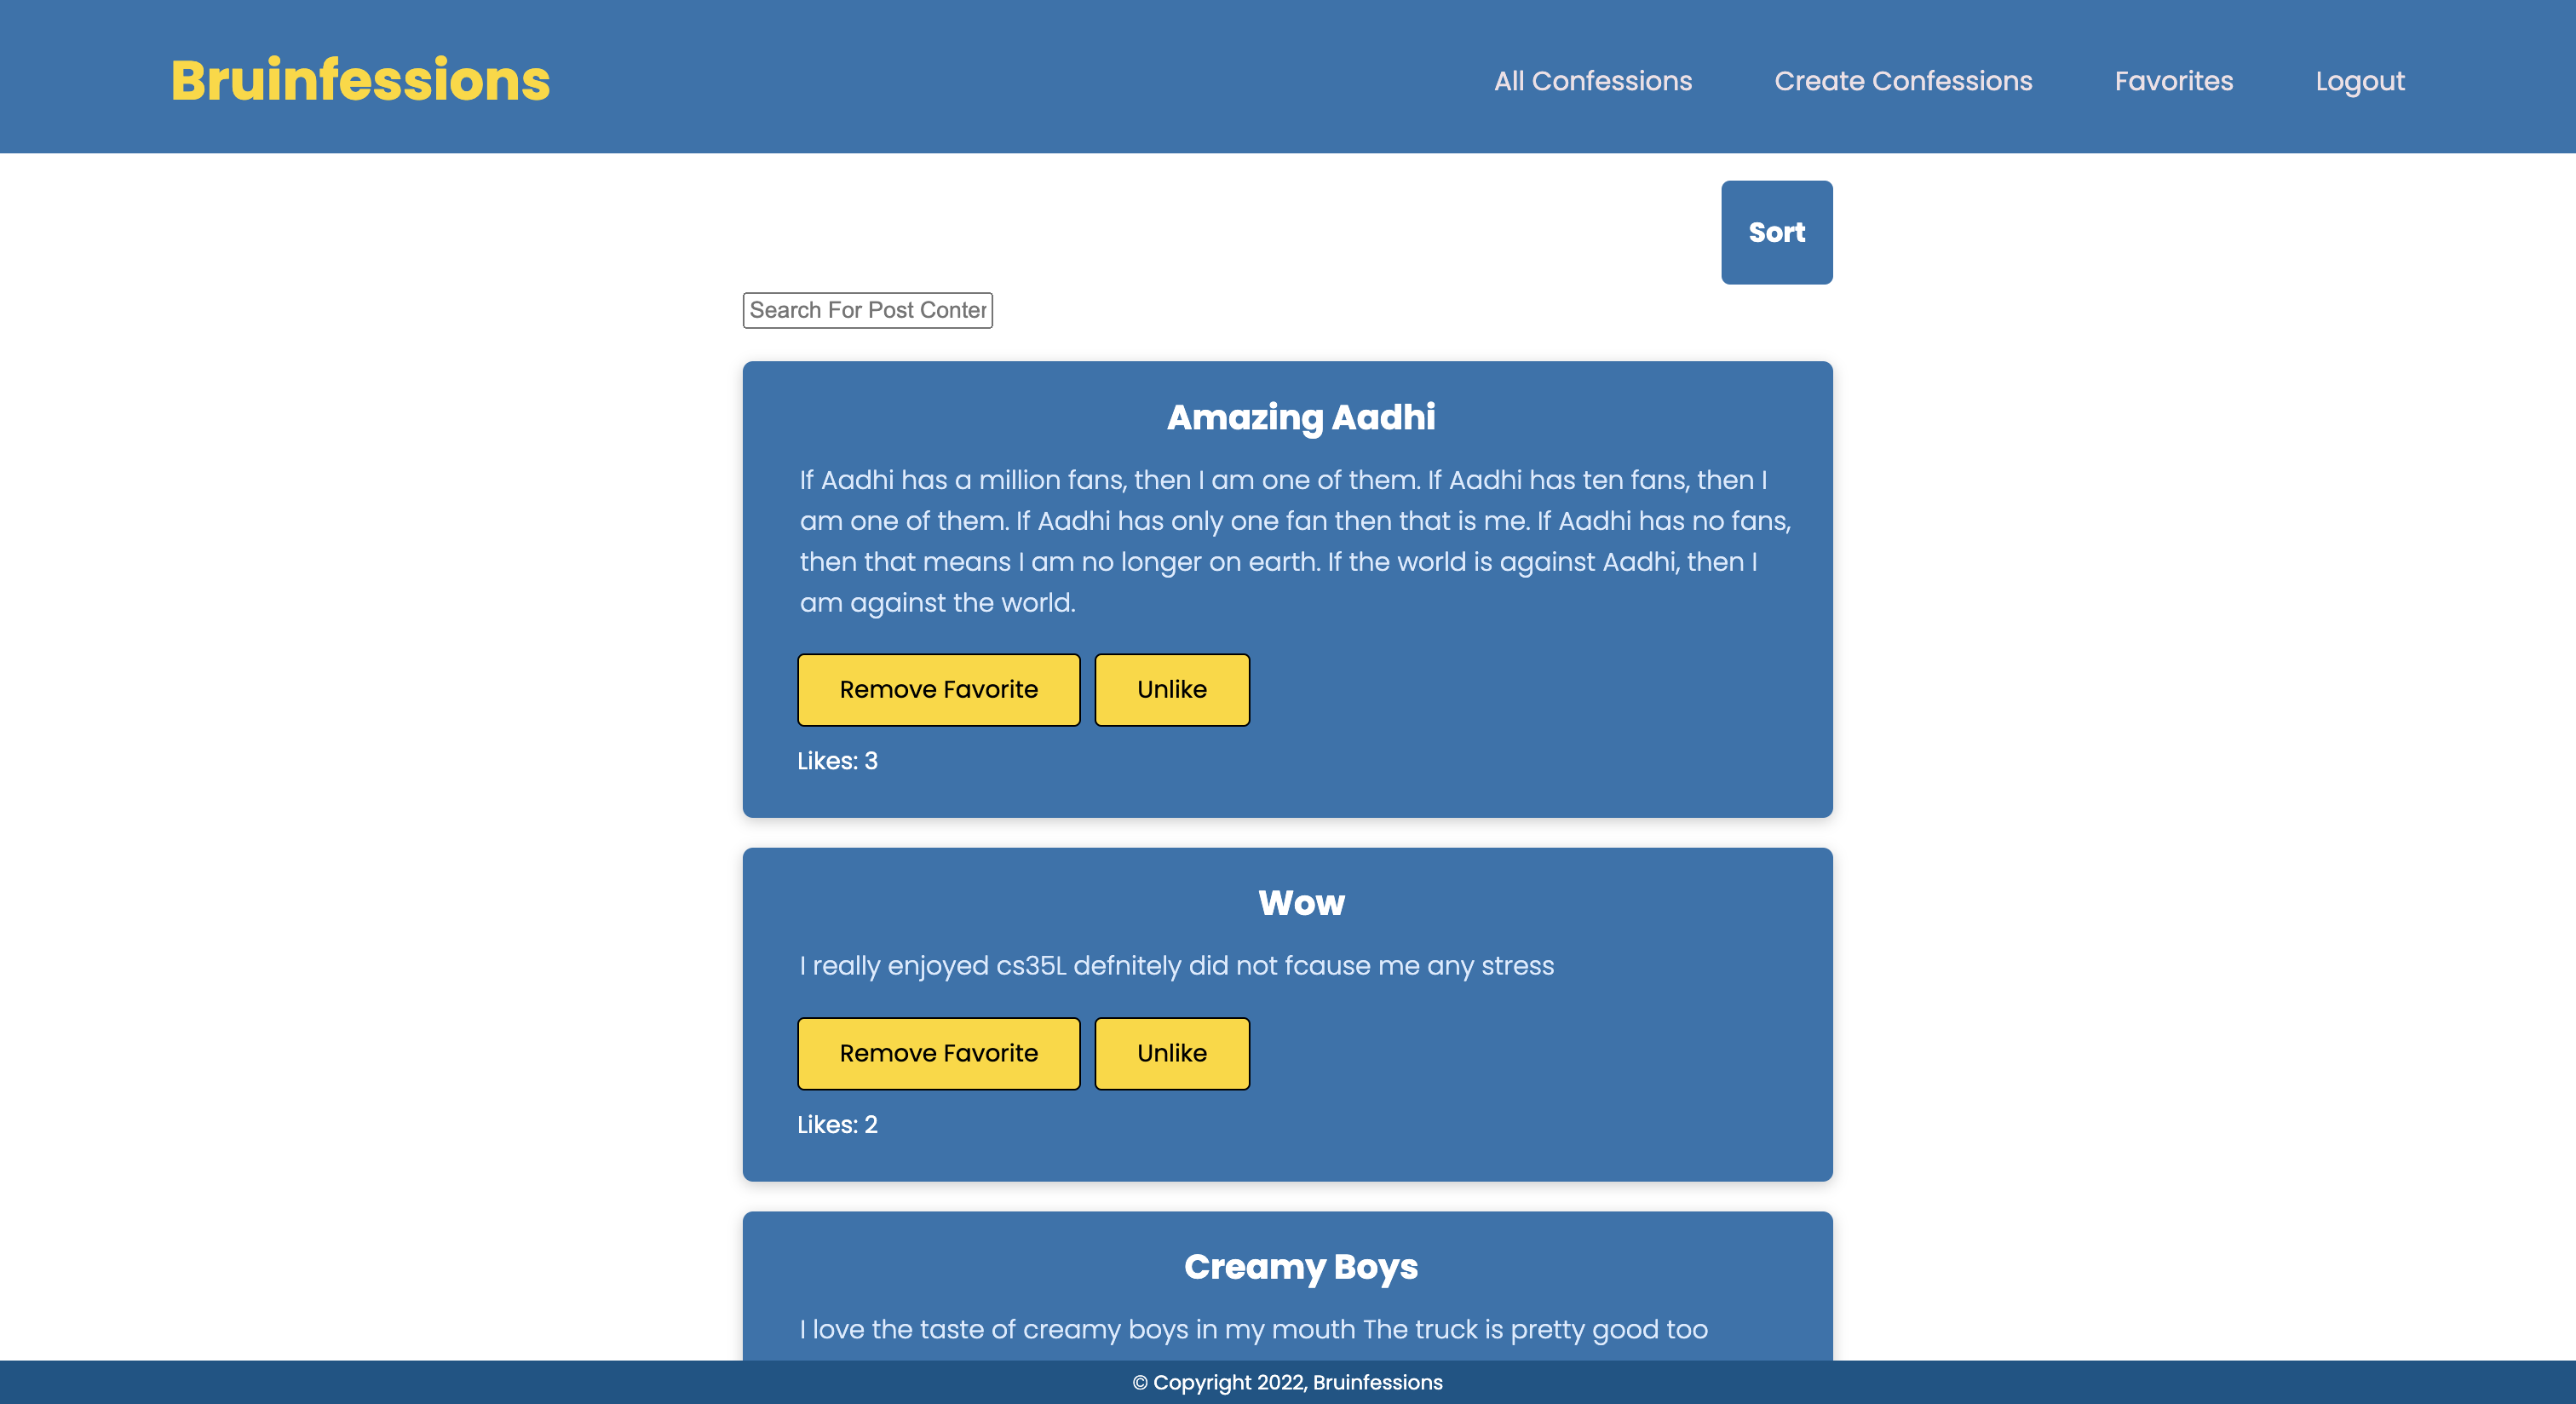 Bruinfessions
All Confessions
Create Confessions
Favorites
Logout
Sort
Search For Post Conter
Amazing Aadhi
If Aadhi has a million fans, then I am one of them. If Aadhi has ten fans, then I
am one of them. If Aadhi has only one fan then that is me. If Aadhi has no fans,
then that means I am no longer on earth. If the world is against Aadhi, then I
am against the world.
Remove Favorite
Unlike
Likes: 3
Wow
I really enjoyed cs35L defnitely did not fcause me any stress
Remove Favorite
Unlike
Likes: 2
Creamy Boys
I love the taste of creamy boys in my mouth The truck is pretty good too
© Copyright 2022, Bruinfessions